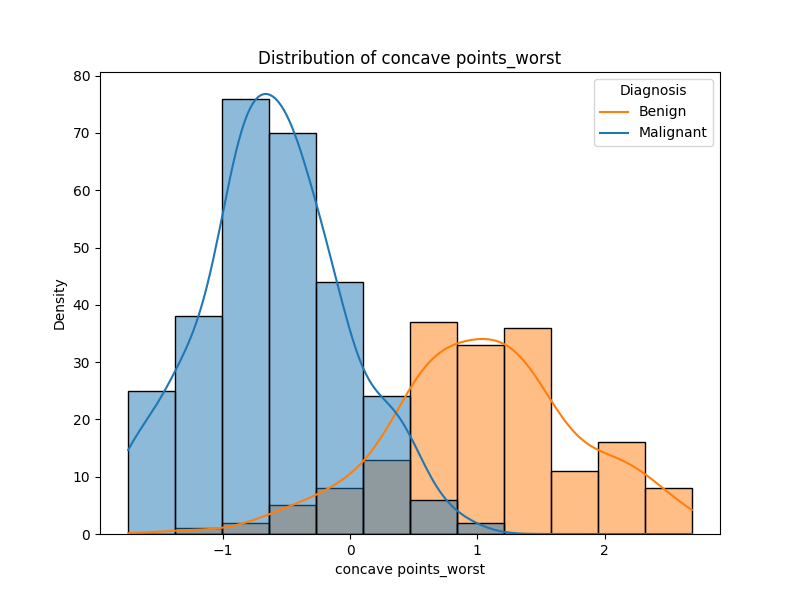 Distribution of concave points_worst
80
70
60
50
40
30
20
10
0
Density
−1
0
1
2
concave points_worst
Diagnosis
Benign
Malignant